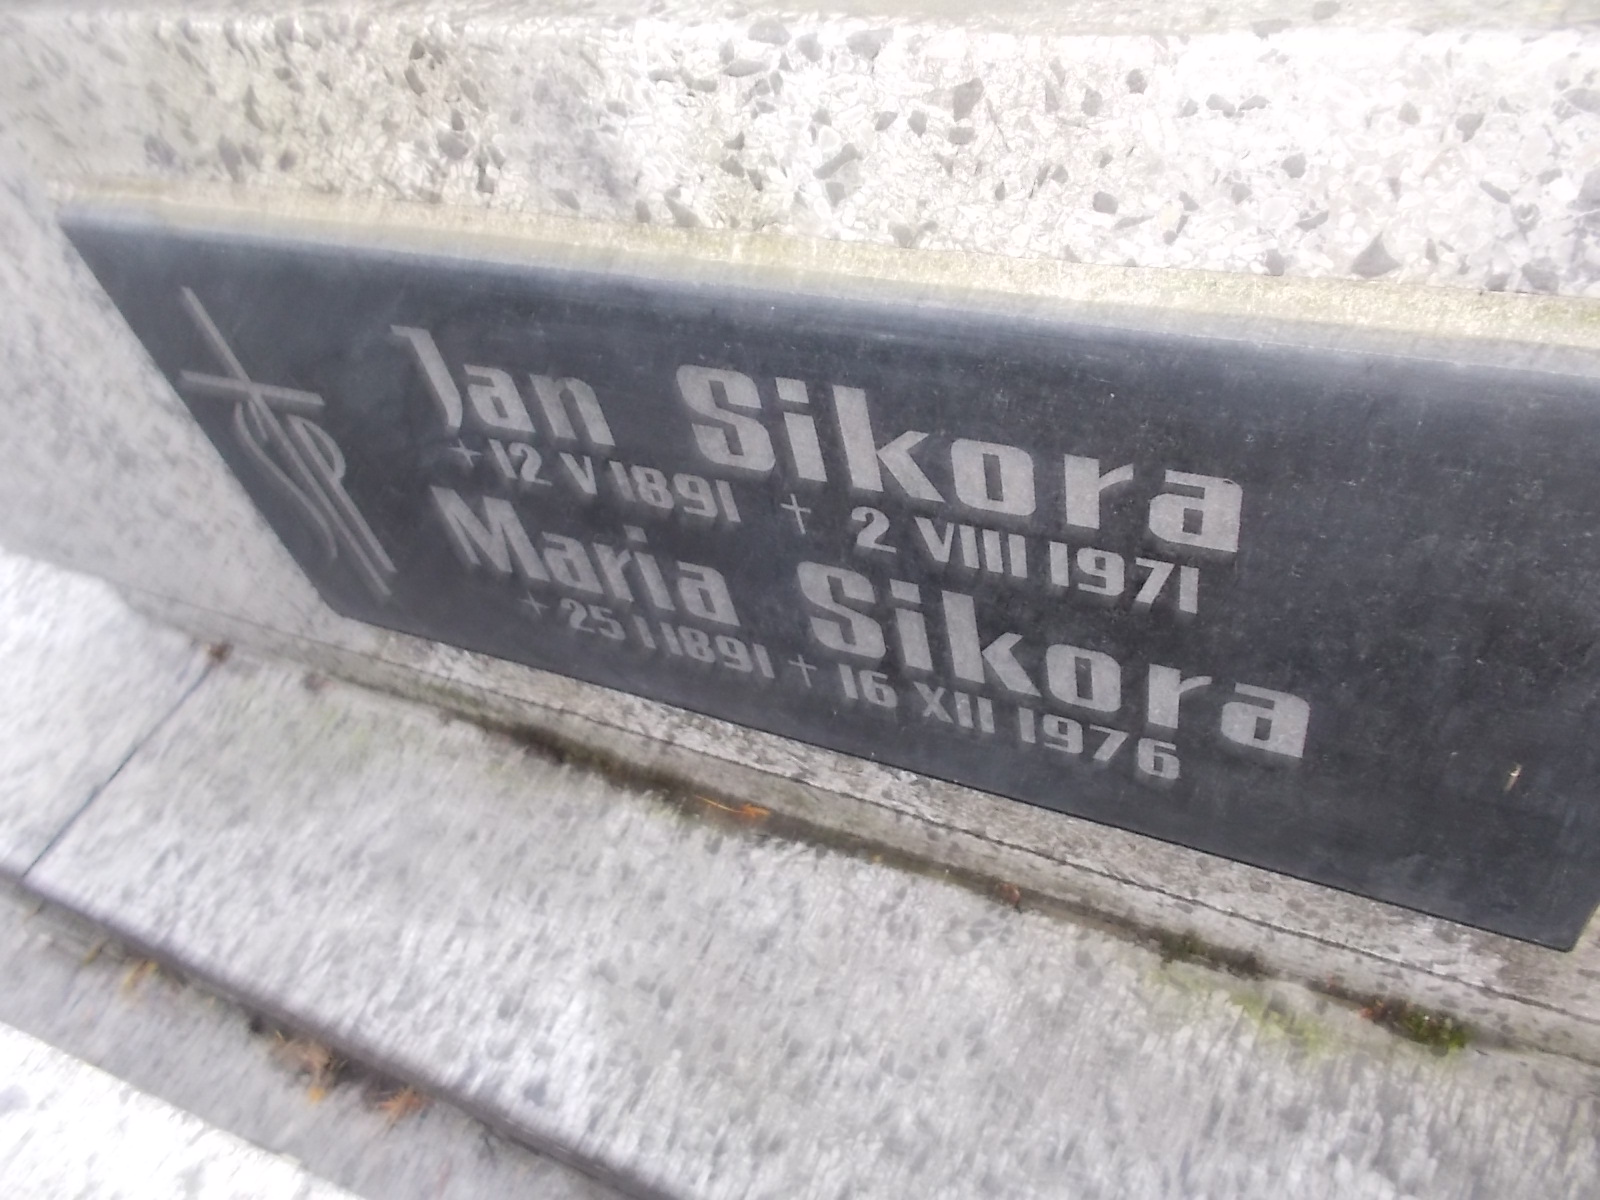 Jan Sikora
+ 12 V 1891 + 2 VIII 1971
Maria Sikora
+ 25 I 1891 + 16 XII 1976